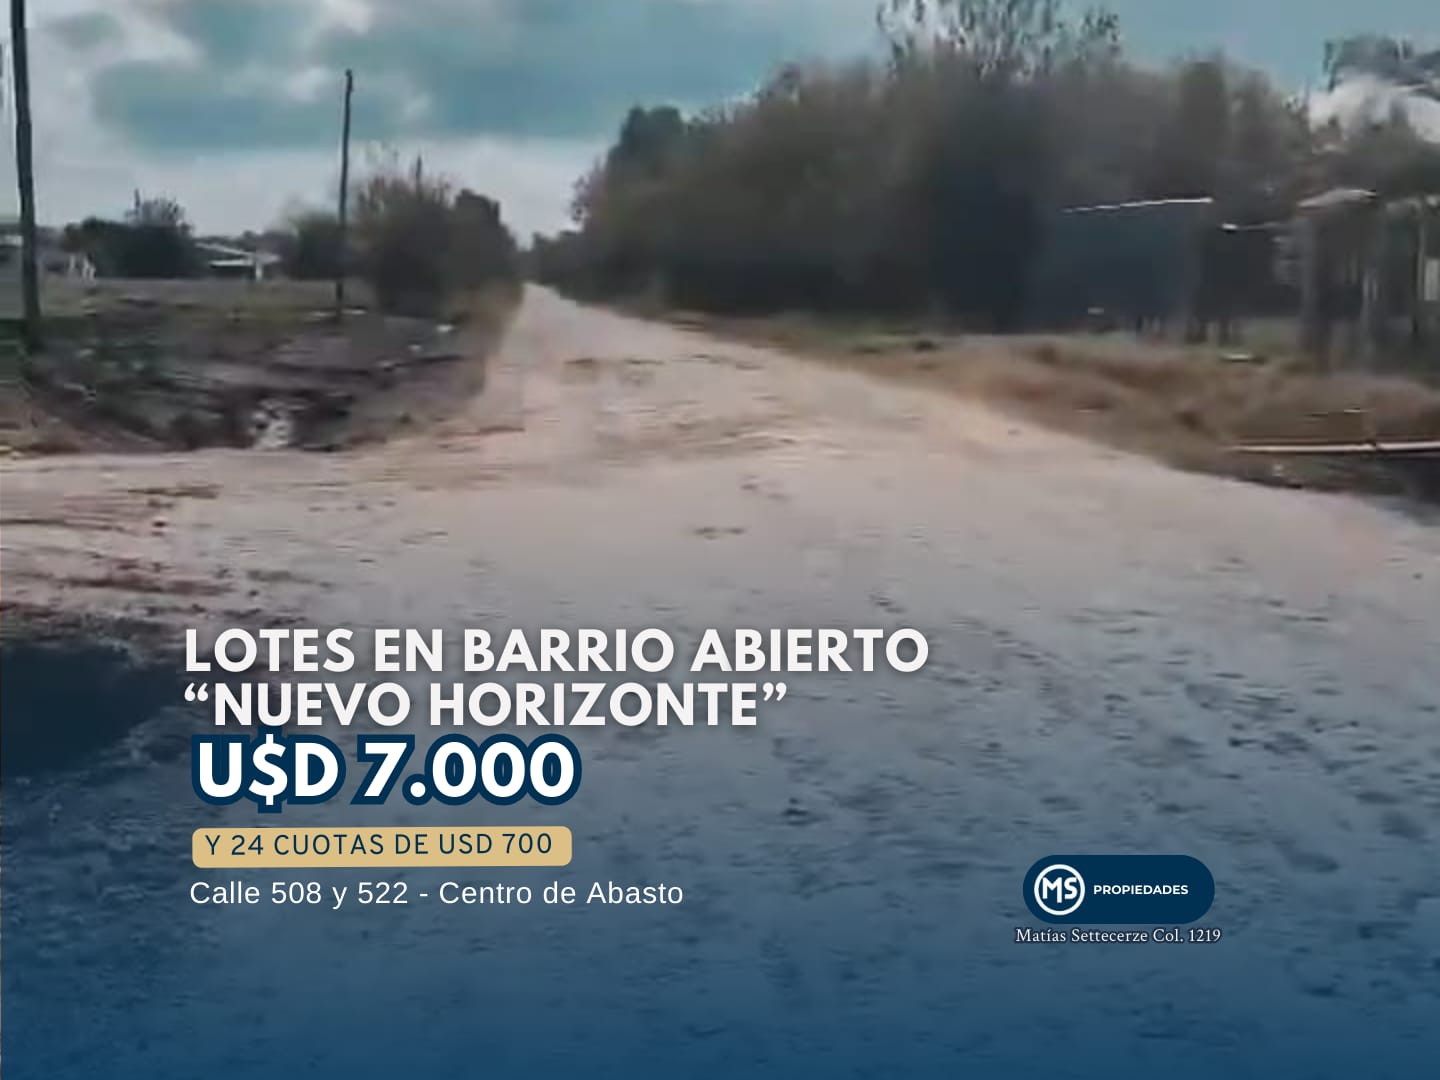 LOTES EN BARRIO ABIERTO
“NUEVO HORIZONTE”
U$D 7.000
Y 24 CUOTAS DE USD 700
Calle 508 y 522 - Centro de Abasto
MS PROPIEDADES
Matías Settecerze Col. 1219